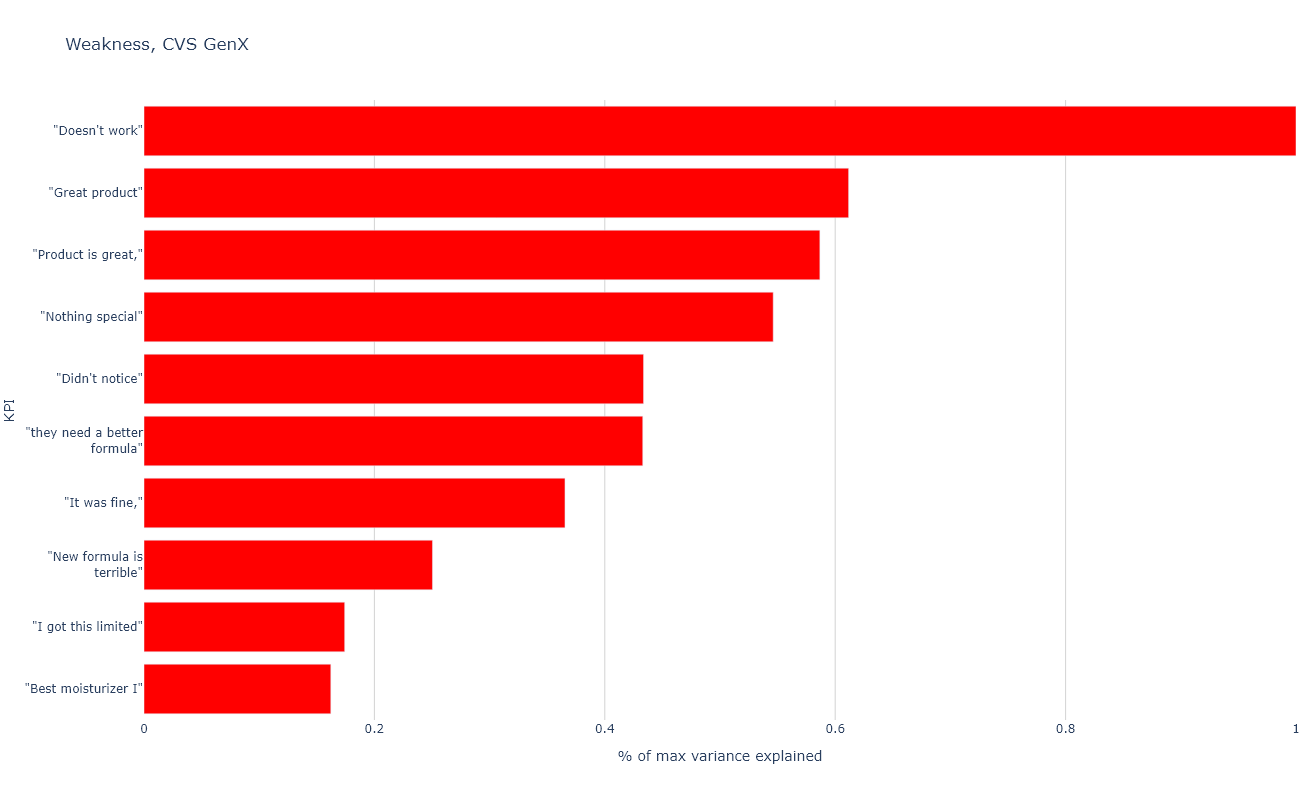 Weakness, CVS GenX
KPI
"Doesn't work"
"Great product"
"Product is great,"
"Nothing special"
"Didn't notice"
"they need a better
formula"
"It was fine,"
"New formula is
terrible"
"I got this limited"
"Best moisturizer I"
0 0.2 0.4 0.6 0.8 1
% of max variance explained